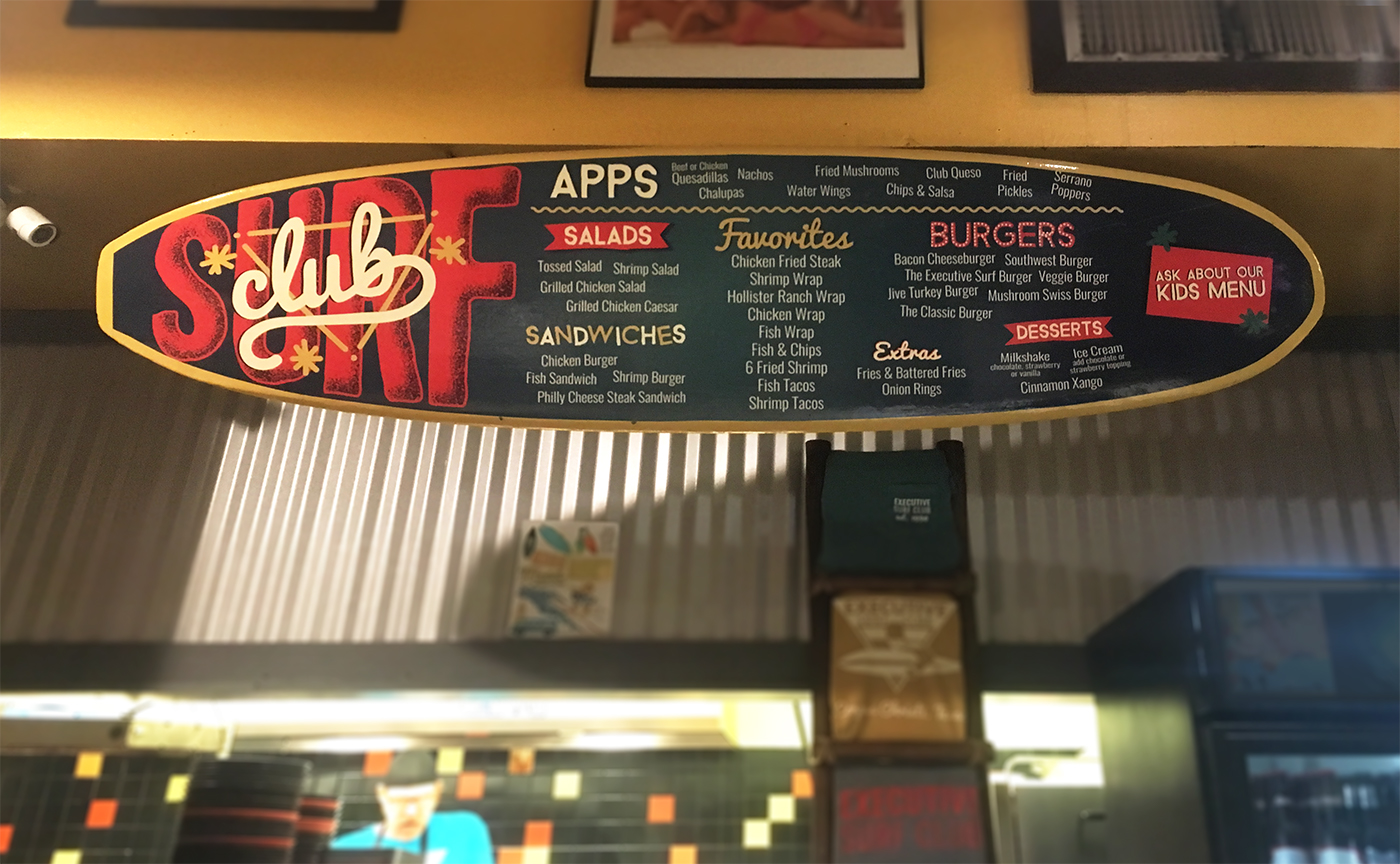 SURF
club
APPS
Beef or Chicken
Quesadillas
Nachos
Chalupas
Fried Mushrooms
Water Wings
Club Queso
Chips & Salsa
Fried
Pickles
Serrano
Poppers
SALADS
Tossed Salad
Shrimp Salad
Grilled Chicken Salad
Grilled Chicken Caesar
SANDWICHES
Chicken Burger
Fish Sandwich
Shrimp Burger
Philly Cheese Steak Sandwich
Favorites
Chicken Fried Steak
Shrimp Wrap
Hollister Ranch Wrap
Chicken Wrap
Fish Wrap
Fish & Chips
6 Fried Shrimp
Fish Tacos
Shrimp Tacos
BURGERS
Bacon Cheeseburger
Southwest Burger
The Executive Surf Burger
Veggie Burger
Jive Turkey Burger
Mushroom Swiss Burger
The Classic Burger
Extras
Fries & Battered Fries
Onion Rings
DESSERTS
Milkshake
chocolate, strawberry
or vanilla
Ice Cream
add chocolate or
strawberry topping
Cinnamon Xango
ASK ABOUT OUR
KIDS MENU
EXECUTIVE
SURF CLUB
EXECUTIVE
EXECUTIVE
SURF CLUB